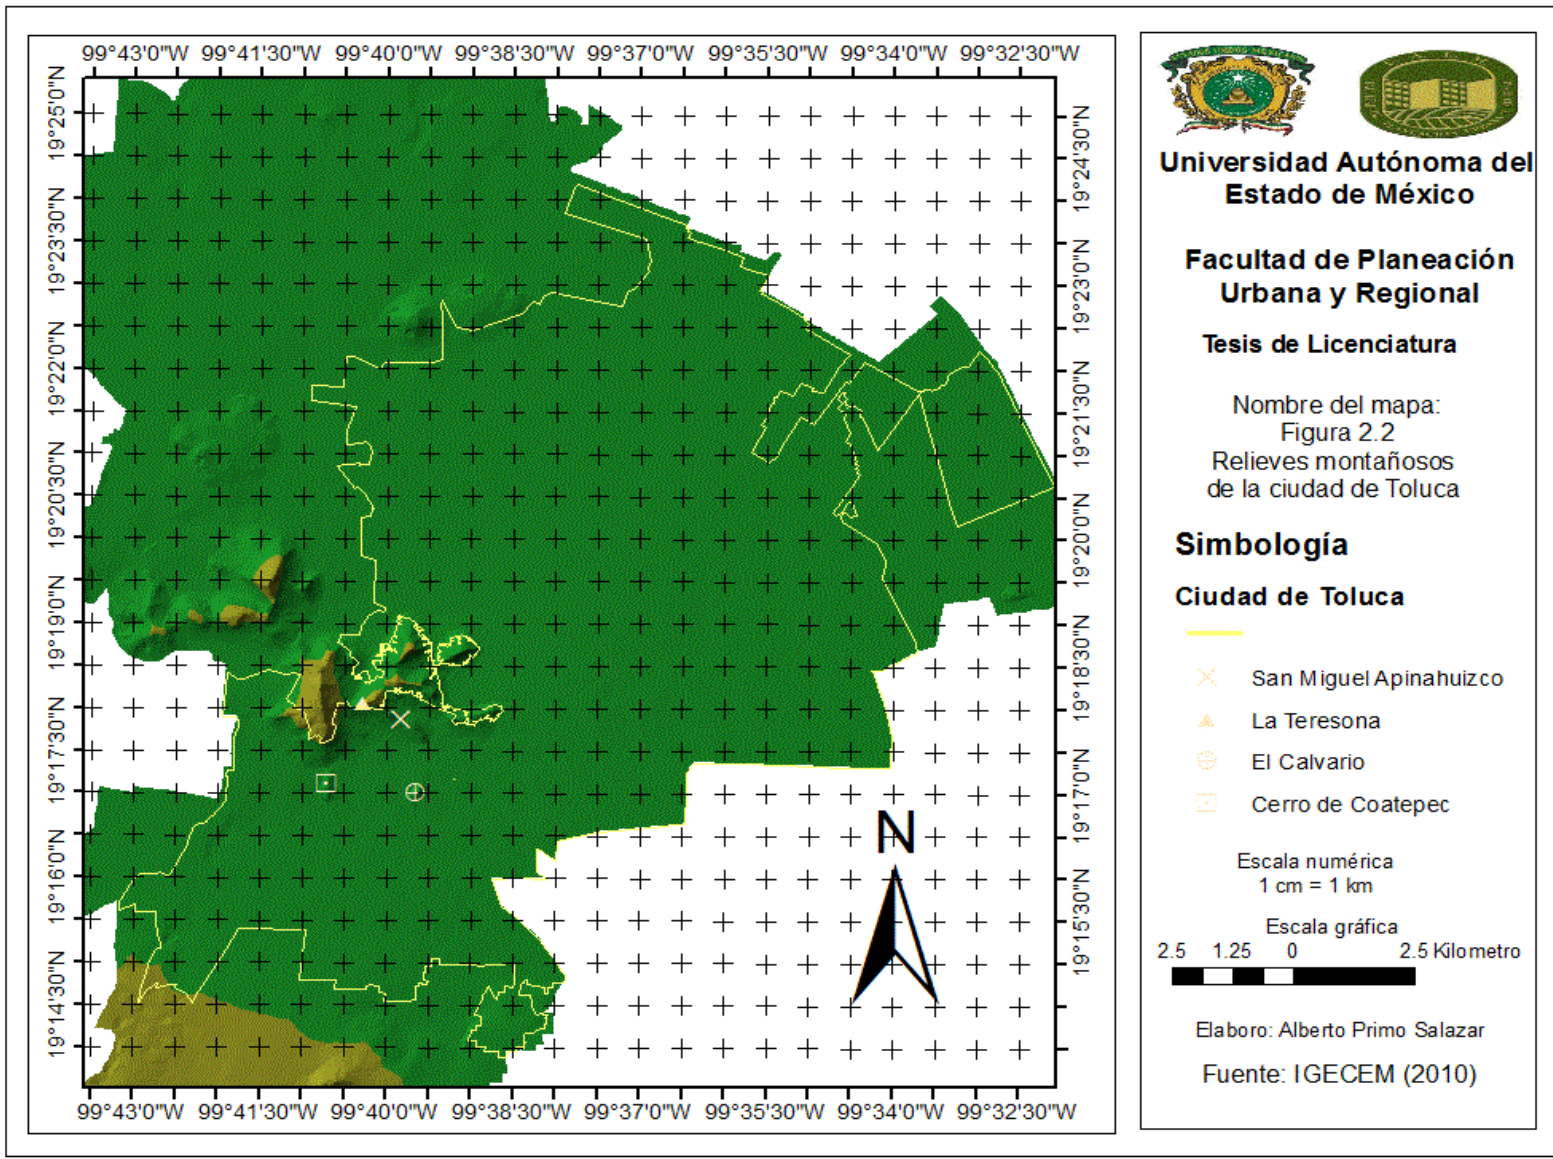 99°43'0"W 99°41'30"W 99°40'0"W 99°38'30"W 99°37'0"W 99°35'30"W 99°34'0"W 99°32'30"W
19°25'0"N
19°23'30"N
19°22'0"N
19°20'30"N
19°19'0"N
19°17'30"N
19°16'0"N
19°14'30"N
19°24'30"N
19°23'0"N
19°21'30"N
19°20'0"N
19°18'30"N
19°17'0"N
19°15'30"N
N
99°43'0"W 99°41'30"W 99°40'0"W 99°38'30"W 99°37'0"W 99°35'30"W 99°34'0"W 99°32'30"W
Universidad Autónoma del
Estado de México
Facultad de Planeación
Urbana y Regional
Tesis de Licenciatura
Nombre del mapa:
Figura 2.2
Relieves montañosos
de la ciudad de Toluca
Simbología
Ciudad de Toluca
San Miguel Apinahuizco
La Teresona
El Calvario
Cerro de Coatepec
Escala numérica
1 cm = 1 km
Escala gráfica
2.5 1.25 0 2.5 Kilometro
Elaboro: Alberto Primo Salazar
Fuente: IGECEM (2010)